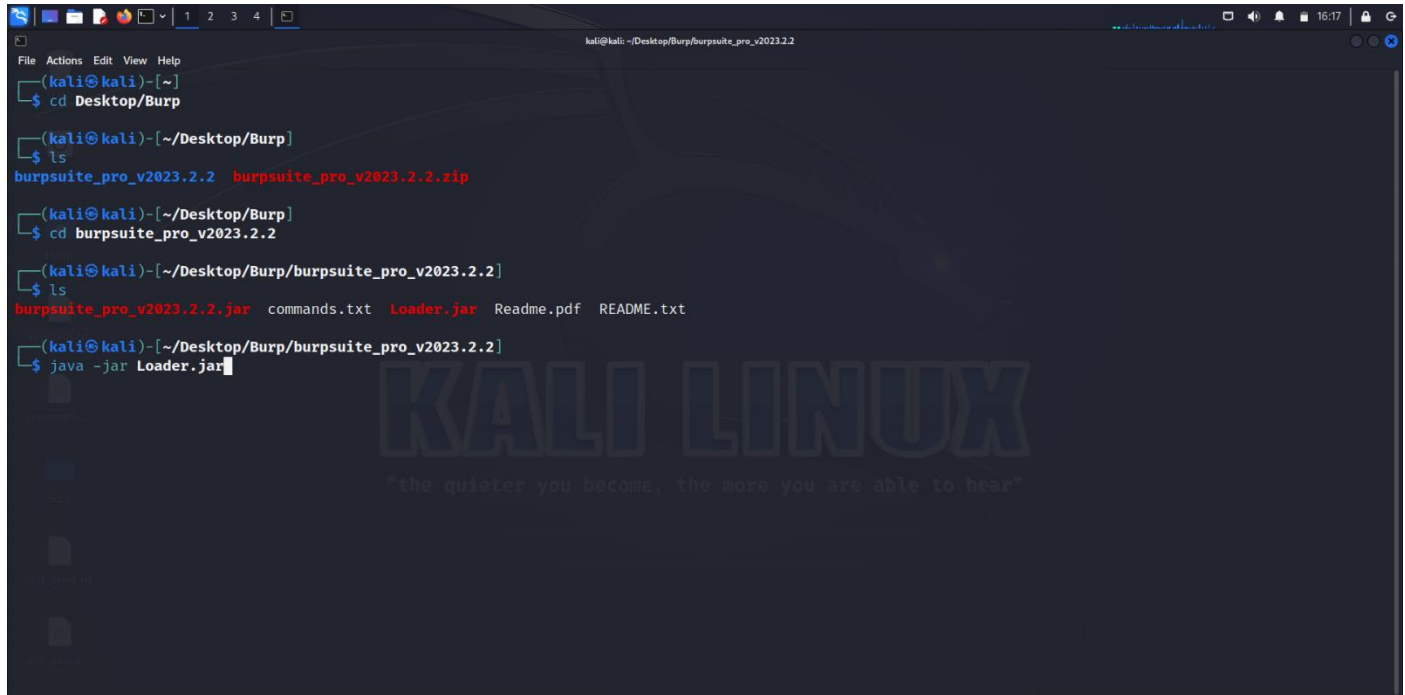 1 2 3 4
16:17
kali@kali: ~/Desktop/Burp/burpsuite_pro_v2023.2.2
File Actions Edit View Help
┌──(kali㉿kali)-[~]
└─$ cd Desktop/Burp
┌──(kali㉿kali)-[~/Desktop/Burp]
└─$ ls
burpsuite_pro_v2023.2.2 burpsuite_pro_v2023.2.2.zip
┌──(kali㉿kali)-[~/Desktop/Burp]
└─$ cd burpsuite_pro_v2023.2.2
┌──(kali㉿kali)-[~/Desktop/Burp/burpsuite_pro_v2023.2.2]
└─$ ls
burpsuite_pro_v2023.2.2.jar commands.txt Loader.jar Readme.pdf README.txt
┌──(kali㉿kali)-[~/Desktop/Burp/burpsuite_pro_v2023.2.2]
└─$ java -jar Loader.jar
KALI LINUX
"the quieter you become, the more you are able to hear"